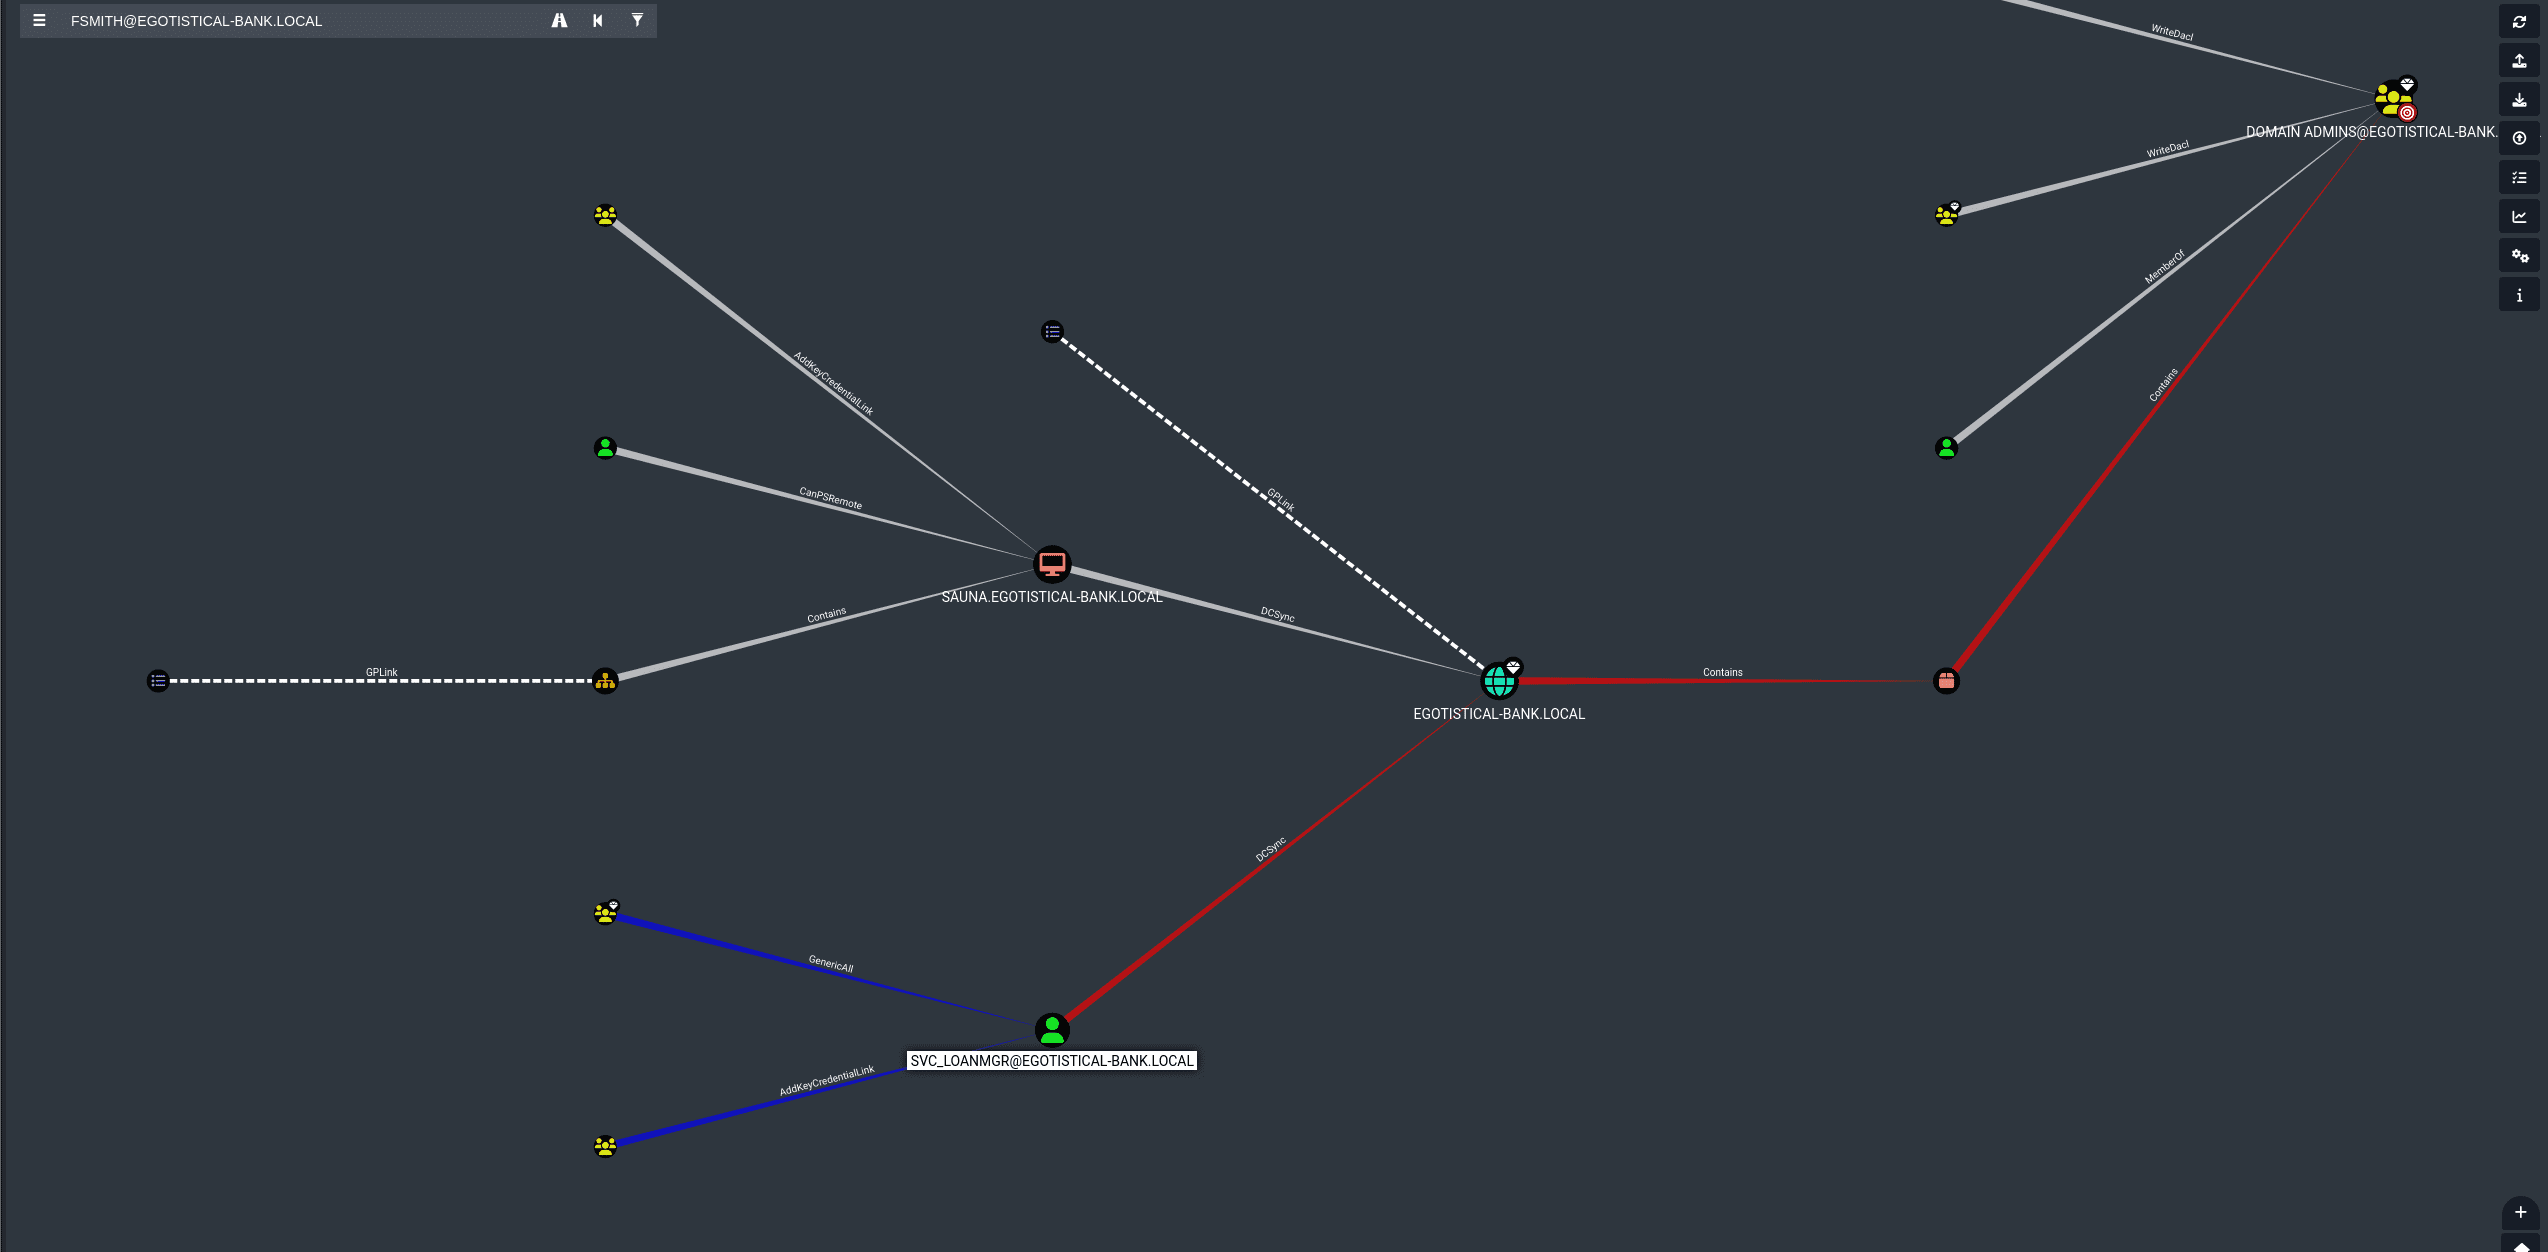 FSMITH@EGOTISTICAL-BANK.LOCAL
WriteDacl
DOMAIN ADMINS@EGOTISTICAL-BANK.
WriteDacl
MemberOf
AddKeyCredentialLink
Contains
CanPSRemote
GPLink
SAUNA.EGOTISTICAL-BANK.LOCAL
Contains
DCSync
GPLink
Contains
EGOTISTICAL-BANK.LOCAL
DCSync
GenericAll
SVC_LOANMGR@EGOTISTICAL-BANK.LOCAL
AddKeyCredentialLink